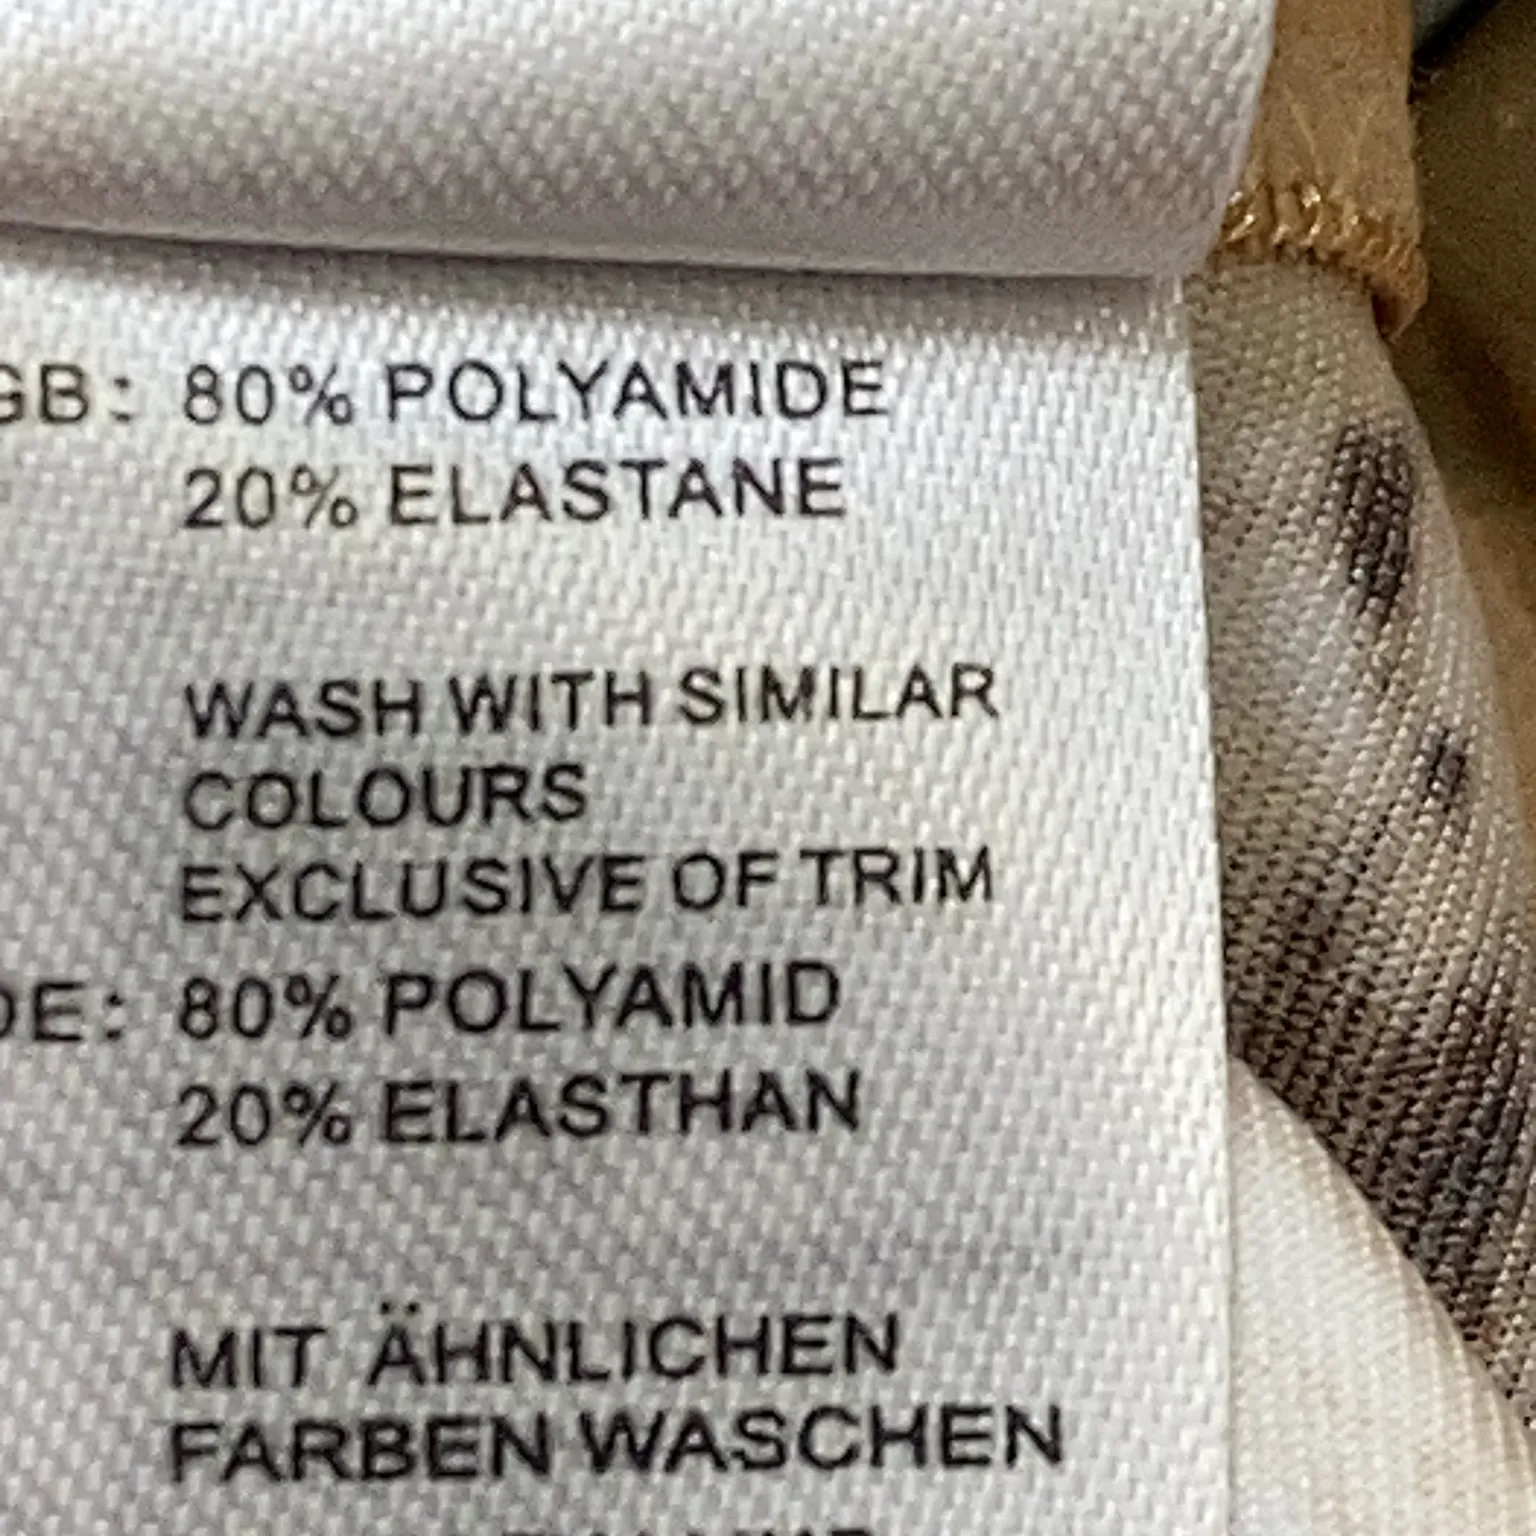 GB: 80% POLYAMIDE
20% ELASTANE
WASH WITH SIMILAR
COLOURS
EXCLUSIVE OF TRIM
DE: 80% POLYAMID
20% ELASTHAN
MIT ÄHNLICHEN
FARBEN WASCHEN